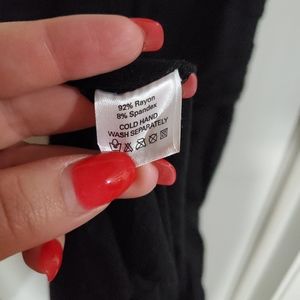 92% Rayon
8% Spandex
COLD HAND
WASH SEPARATELY